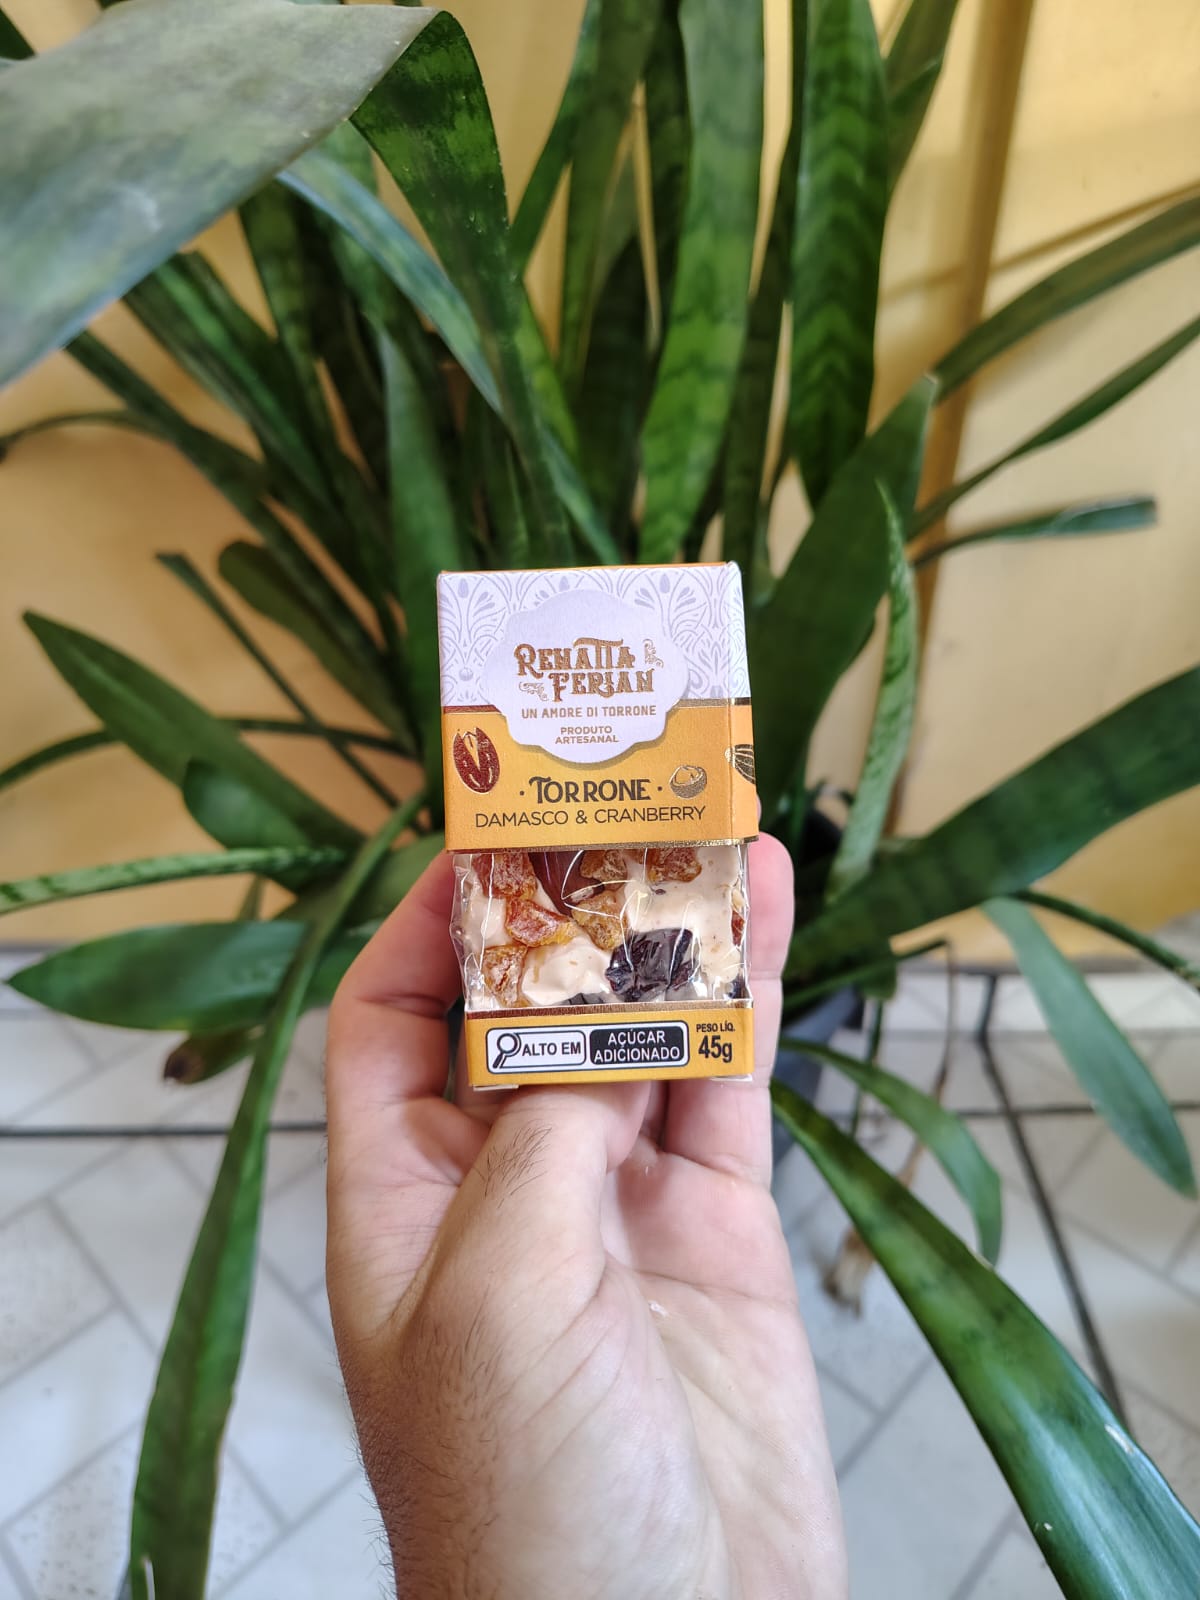 RENATTA
FERIAN
UN AMORE DI TORRONE
PRODUTO
ARTESANAL
· TORRONE ·
DAMASCO & CRANBERRY
ALTO EM
AÇÚCAR
ADICIONADO
PESO LÍQ.
45g